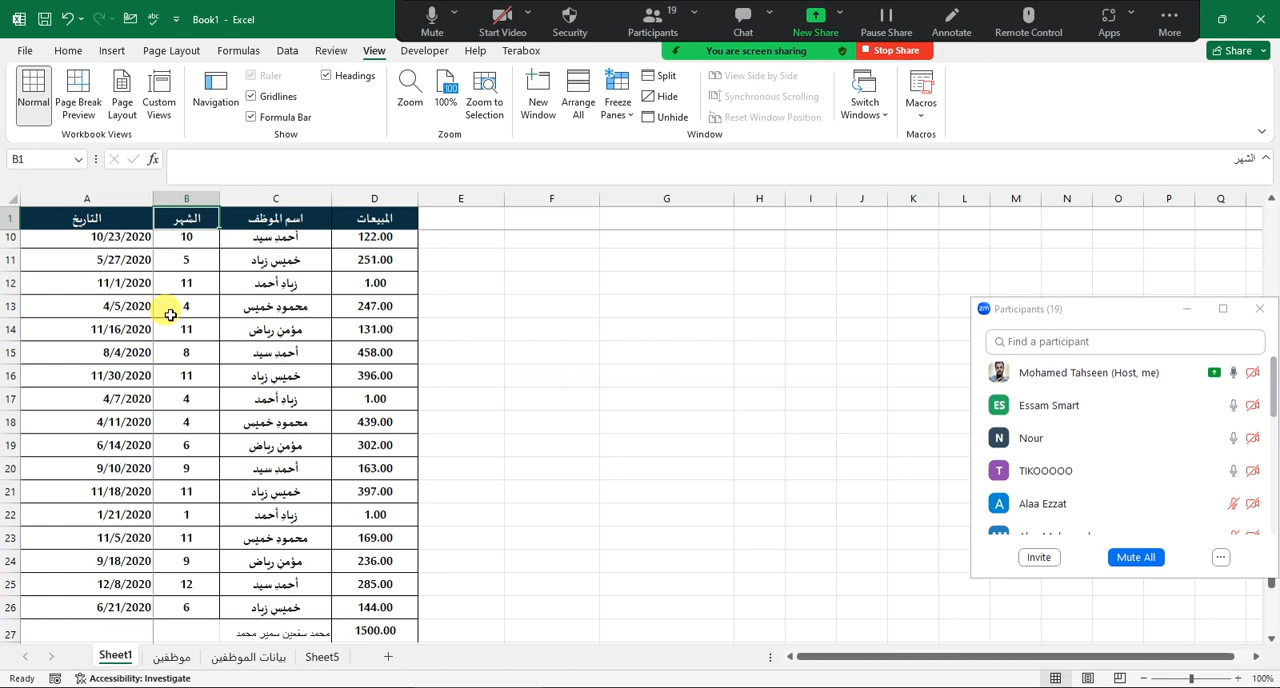 Book1 - Excel
Mute
Start Video
Security
Participants
19
Chat
New Share
Pause Share
Annotate
Remote Control
Apps
More
You are screen sharing
Stop Share
File Home Insert Page Layout Formulas Data Review View Developer Help Terabox
Share
Normal
Page Break Preview
Page Layout
Custom Views
Workbook Views
Navigation
Ruler
Gridlines
Formula Bar
Headings
Show
Zoom
100%
Zoom to Selection
Zoom
New Window
Arrange All
Freeze Panes
Split
Hide
Unhide
View Side by Side
Synchronous Scrolling
Reset Window Position
Window
Switch Windows
Macros
Macros
B1
fx
الشهر
A B C D E F G H I J K L M N O P Q
1 التاريخ الشهر اسم الموظف المبيعات
10 10/23/2020 10 أحمد سيد 122.00
11 5/27/2020 5 خميس زياد 251.00
12 11/1/2020 11 زياد أحمد 1.00
13 4/5/2020 4 محمود خميس 247.00
14 11/16/2020 11 مؤمن رياض 131.00
15 8/4/2020 8 أحمد سيد 458.00
16 11/30/2020 11 خميس زياد 396.00
17 4/7/2020 4 زياد أحمد 1.00
18 4/11/2020 4 محمود خميس 439.00
19 6/14/2020 6 مؤمن رياض 302.00
20 9/10/2020 9 أحمد سيد 163.00
21 11/18/2020 11 خميس زياد 397.00
22 1/21/2020 1 زياد أحمد 1.00
23 11/5/2020 11 محمود خميس 169.00
24 9/18/2020 9 مؤمن رياض 236.00
25 12/8/2020 12 أحمد سيد 285.00
26 6/21/2020 6 خميس زياد 144.00
27 محمد سمير محمد 1500.00
Participants (19)
Find a participant
Mohamed Tahseen (Host, me)
ES Essam Smart
N Nour
T TIKOOOOO
A Alaa Ezzat
Invite
Mute All
Sheet1 موظفين بيانات الموظفين Sheet5
Ready
Accessibility: Investigate
100%